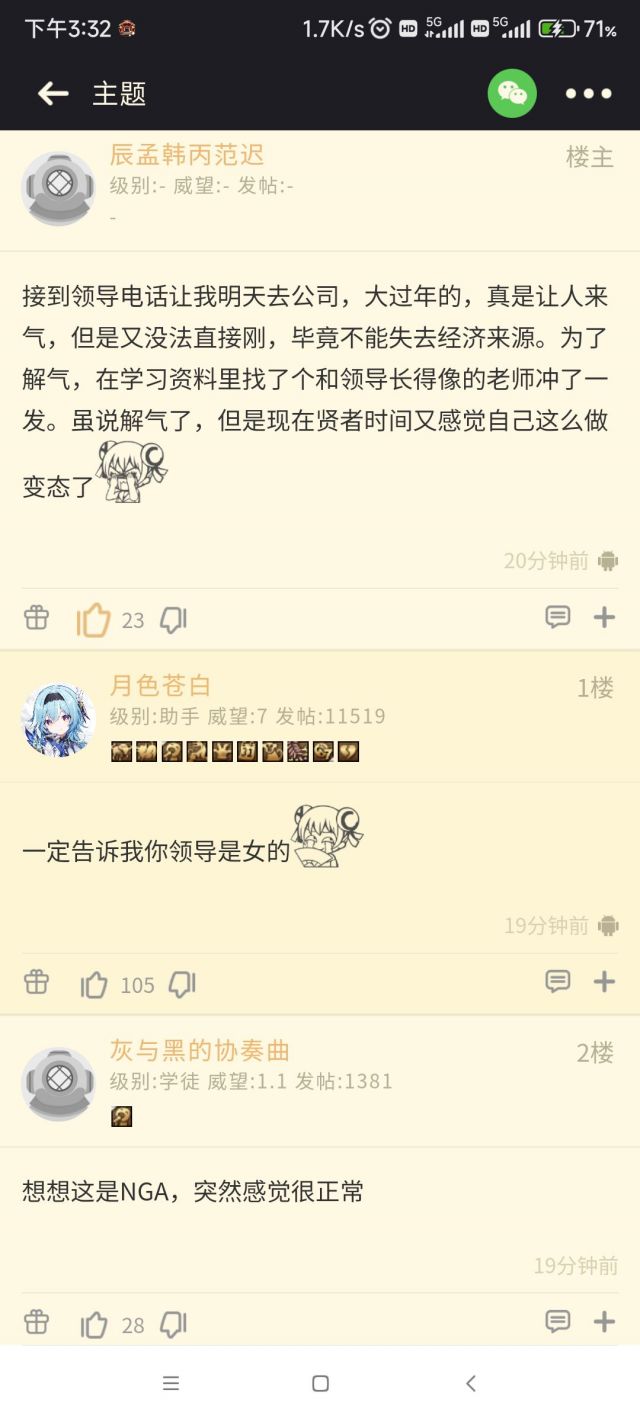 下午3:32
1.7K/s HD 5G HD 5G 71%
主题
辰孟韩丙范迟 楼主
级别:- 威望:- 发帖:-
-
接到领导电话让我明天去公司，大过年的，真是让人来
气，但是又没法直接刚，毕竟不能失去经济来源。为了
解气，在学习资料里找了个和领导长得像的老师冲了一
发。虽说解气了，但是现在贤者时间又感觉自己这么做
变态了
20分钟前
23
月色苍白 1楼
级别:助手 威望:7 发帖:11519
一定告诉我你领导是女的
19分钟前
105
灰与黑的协奏曲 2楼
级别:学徒 威望:1.1 发帖:1381
想想这是NGA，突然感觉很正常
19分钟前
28